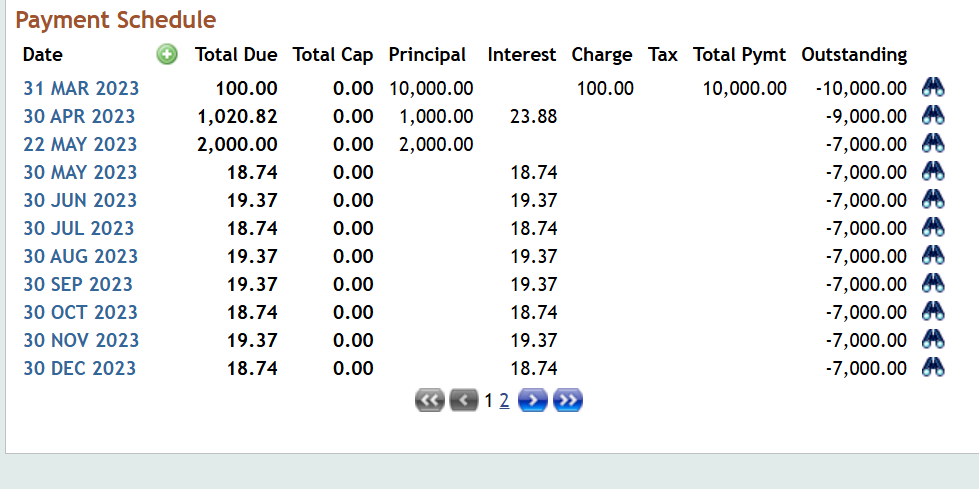 Payment Schedule
Date Total Due Total Cap Principal Interest Charge Tax Total Pymt Outstanding
31 MAR 2023 100.00 0.00 10,000.00 100.00 10,000.00 -10,000.00
30 APR 2023 1,020.82 0.00 1,000.00 23.88 -9,000.00
22 MAY 2023 2,000.00 0.00 2,000.00 -7,000.00
30 MAY 2023 18.74 0.00 18.74 -7,000.00
30 JUN 2023 19.37 0.00 19.37 -7,000.00
30 JUL 2023 18.74 0.00 18.74 -7,000.00
30 AUG 2023 19.37 0.00 19.37 -7,000.00
30 SEP 2023 19.37 0.00 19.37 -7,000.00
30 OCT 2023 18.74 0.00 18.74 -7,000.00
30 NOV 2023 19.37 0.00 19.37 -7,000.00
30 DEC 2023 18.74 0.00 18.74 -7,000.00
1 2